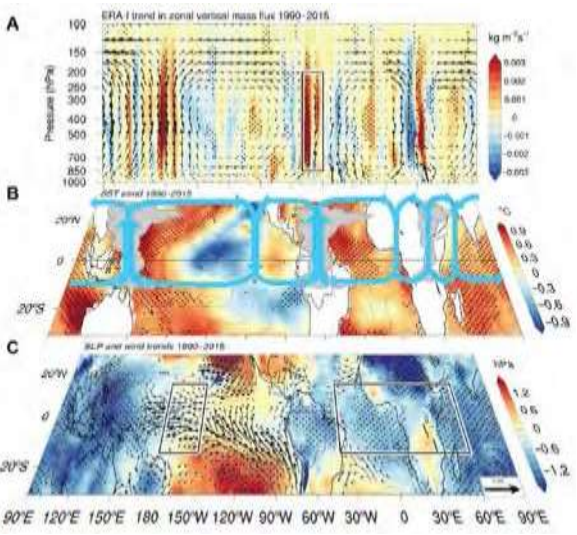 A
ERA-I trend in zonal vertical mass flux 1990-2015
kg m⁻²s⁻¹
Pressure (hPa)
100
150
200
250
300
400
500
700
850
1000
0.003
0.002
0.001
0
-0.001
-0.002
-0.003
B
SST trend 1990-2015
20°N
0
20°S
°C
0.9
0.6
0.3
0
-0.3
-0.6
-0.9
C
SLP and wind trends 1990-2015
20°N
0
20°S
hPa
1.2
0.6
0
-0.6
-1.2
90°E 120°E 150°E 180 150°W 120°W 90°W 60°W 30°W 0 30°E 60°E 90°E